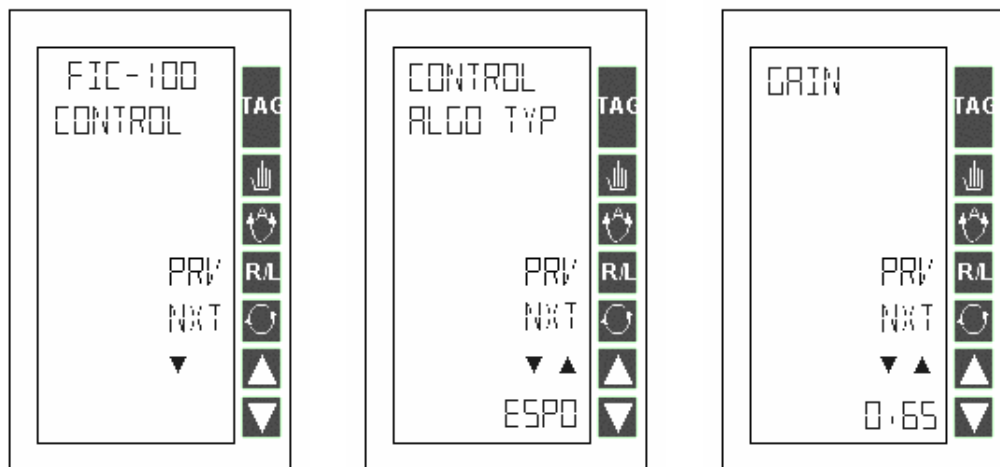 FIC-100
CONTROL
TAG
PRV
R/L
NXT
▼
CONTROL
ALGO TYP
TAG
PRV
R/L
NXT
▼ ▲
ESPO
GAIN
TAG
A
PRV
R/L
NXT
▼ ▲
0.65